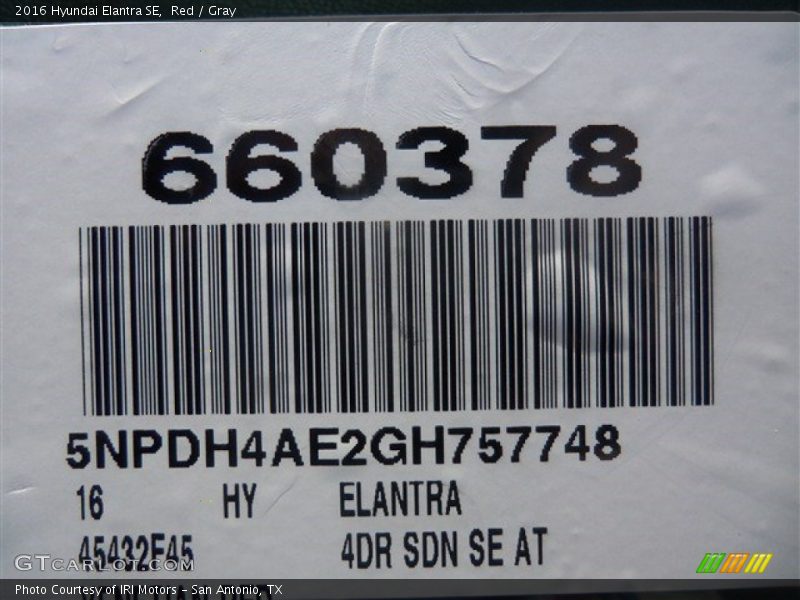 2016 Hyundai Elantra SE, Red / Gray
660378
5NPDH4AE2GH757748
16 HY ELANTRA
45432F45 4DR SDN SE AT
GTCARLOT.COM
Photo Courtesy of IRI Motors - San Antonio, TX